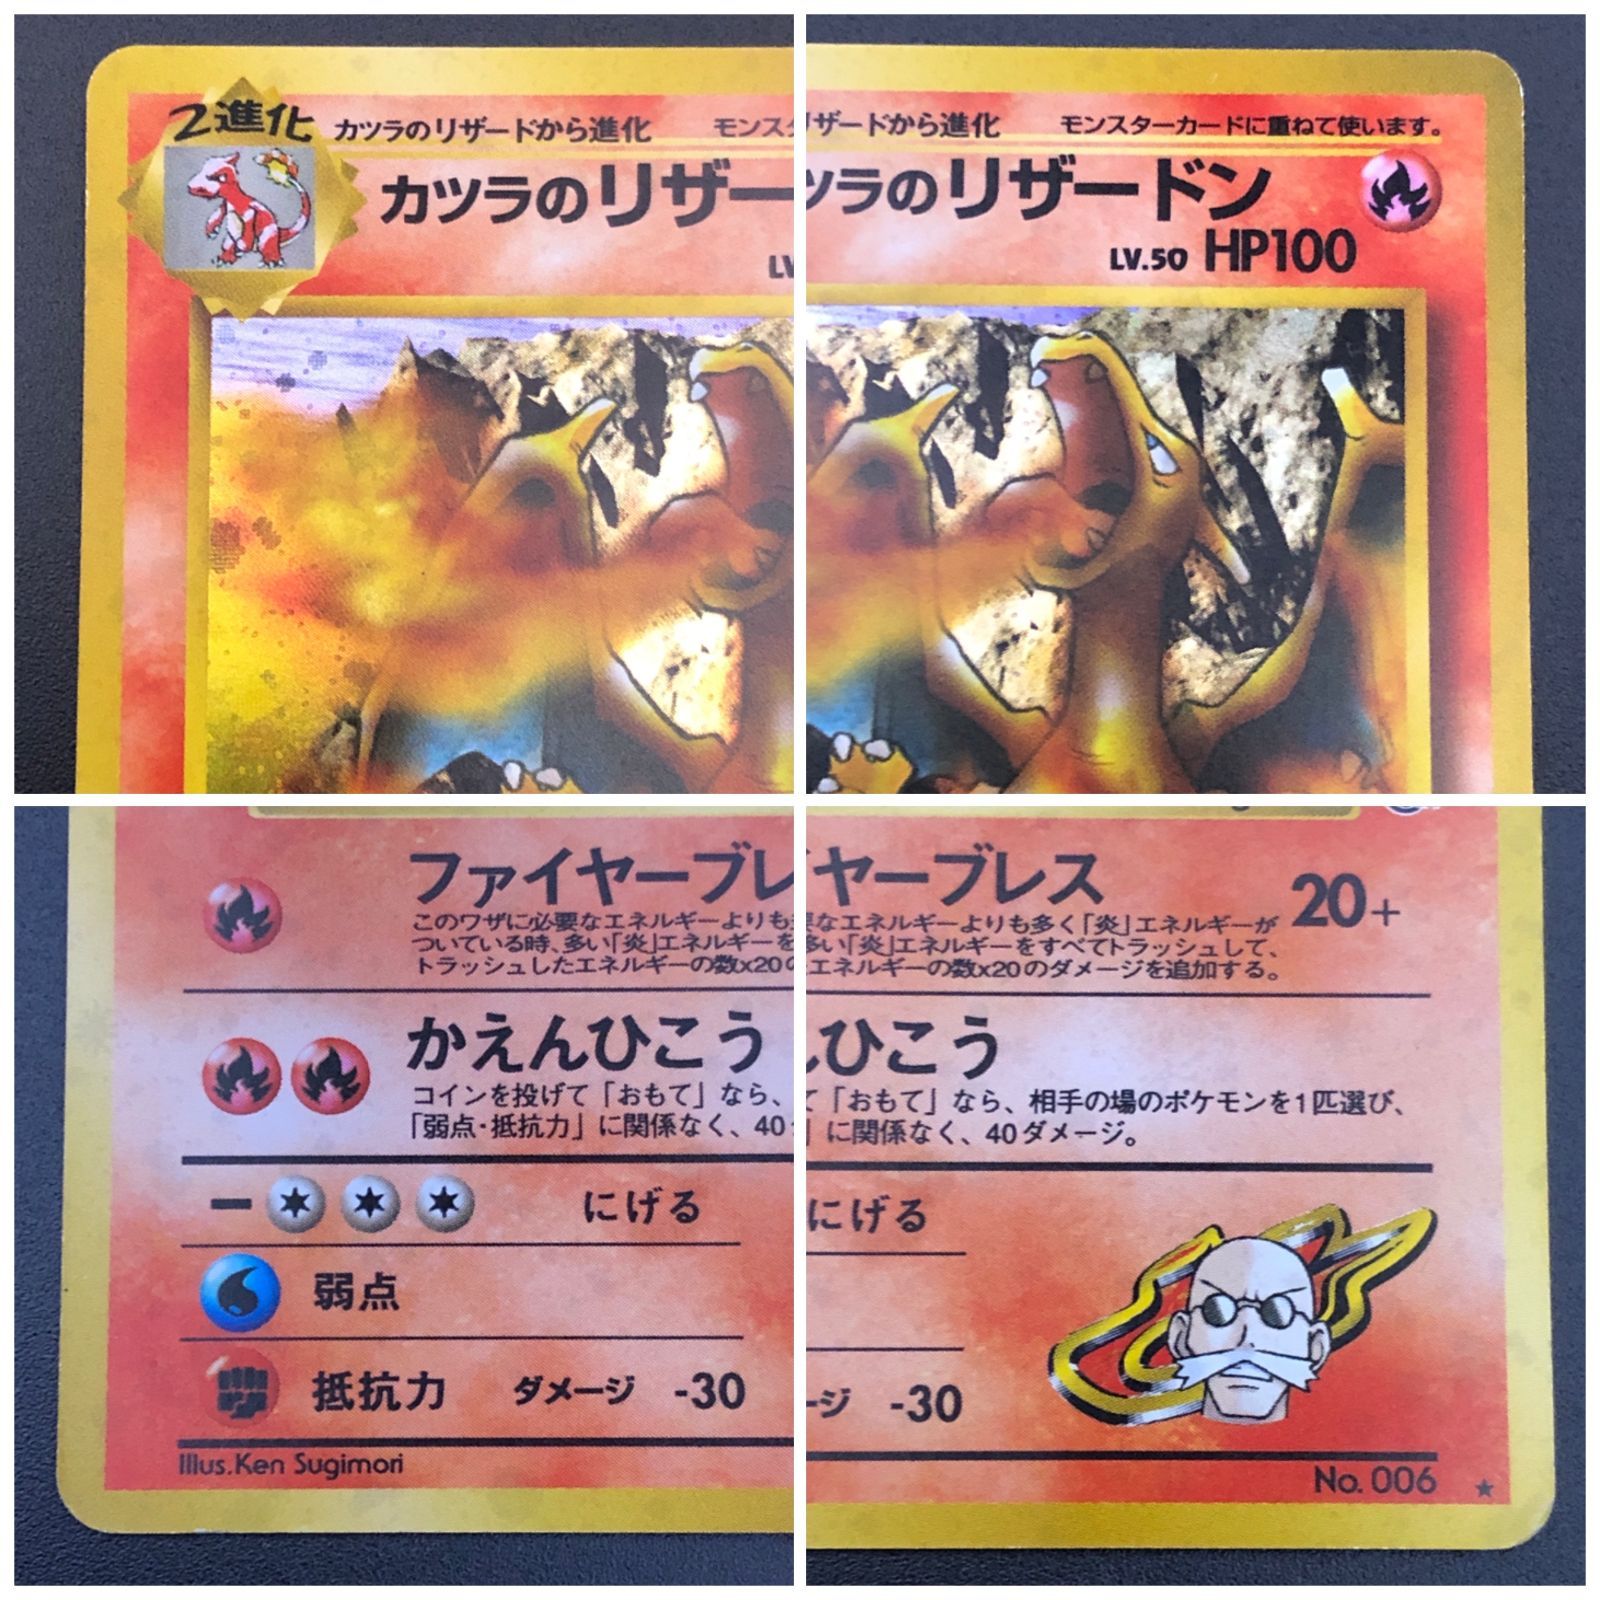 2進化 カツラのリザードから進化 モンス
カツラのリザー
LV
ザードから進化 モンスターカードに重ねて使います。
ツラのリザードン
LV.50 HP100
ファイヤーブレ
このワザに必要なエネルギーよりも
ついている時、多い「炎」エネルギーを
トラッシュしたエネルギーの数x20の
かえんひこう
コインを投げて「おもて」なら、
「弱点・抵抗力」に関係なく、40
にげる
弱点
抵抗力 ダメージ -30
Illus.Ken Sugimori
ヤーブレス 20+
なエネルギーよりも多く「炎」エネルギーが
多い「炎」エネルギーをすべてトラッシュして、
エネルギーの数x20のダメージを追加する。
ひこう
て「おもて」なら、相手の場のポケモンを1匹選び、
」に関係なく、40ダメージ。
にげる
ージ -30
No. 006 ★